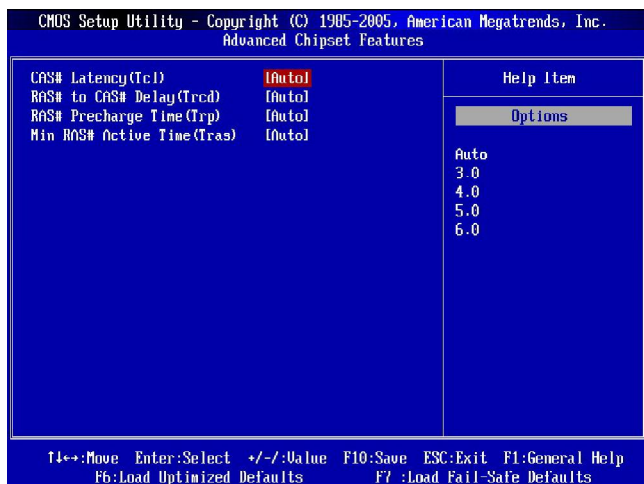 CMOS Setup Utility - Copyright (C) 1985-2005, American Megatrends, Inc.
Advanced Chipset Features
CAS# Latency(Tcl) [Auto]
RAS# to CAS# Delay(Trcd) [Auto]
RAS# Precharge Time(Trp) [Auto]
Min RAS# Active Time(Tras) [Auto]
Help Item
Options
Auto
3.0
4.0
5.0
6.0
↑↓←→:Move Enter:Select +/-/:Value F10:Save ESC:Exit F1:General Help
F6:Load Optimized Defaults F7 :Load Fail-Safe Defaults